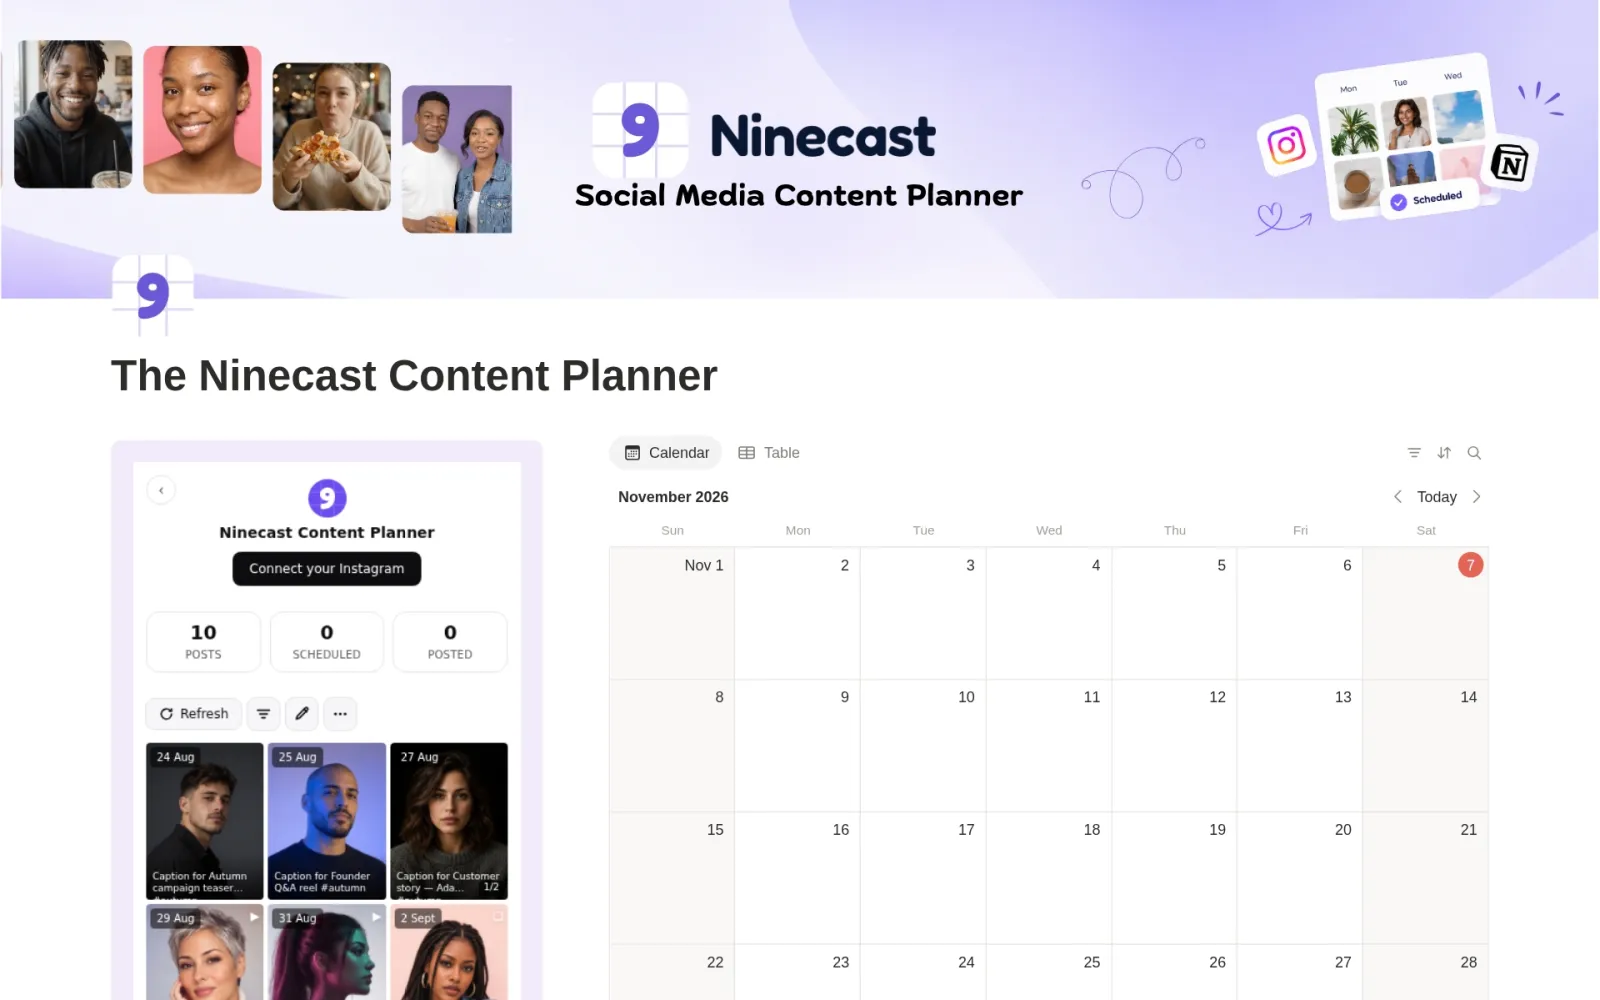 Mon Tue Wed
9 Ninecast
Social Media Content Planner
Scheduled
N
9
The Ninecast Content Planner
Calendar Table
November 2026
Today
Sun Mon Tue Wed Thu Fri Sat
Nov 1 2 3 4 5 6 7
8 9 10 11 12 13 14
15 16 17 18 19 20 21
22 23 24 25 26 27 28
9
Ninecast Content Planner
Connect your Instagram
10 0 0
POSTS SCHEDULED POSTED
Refresh
24 Aug 25 Aug 27 Aug
Caption for Autumn
campaign teaser...
Caption for Founder
Q&A reel #autumn
Caption for Customer
story — Ada... 1/2
29 Aug 31 Aug 2 Sept